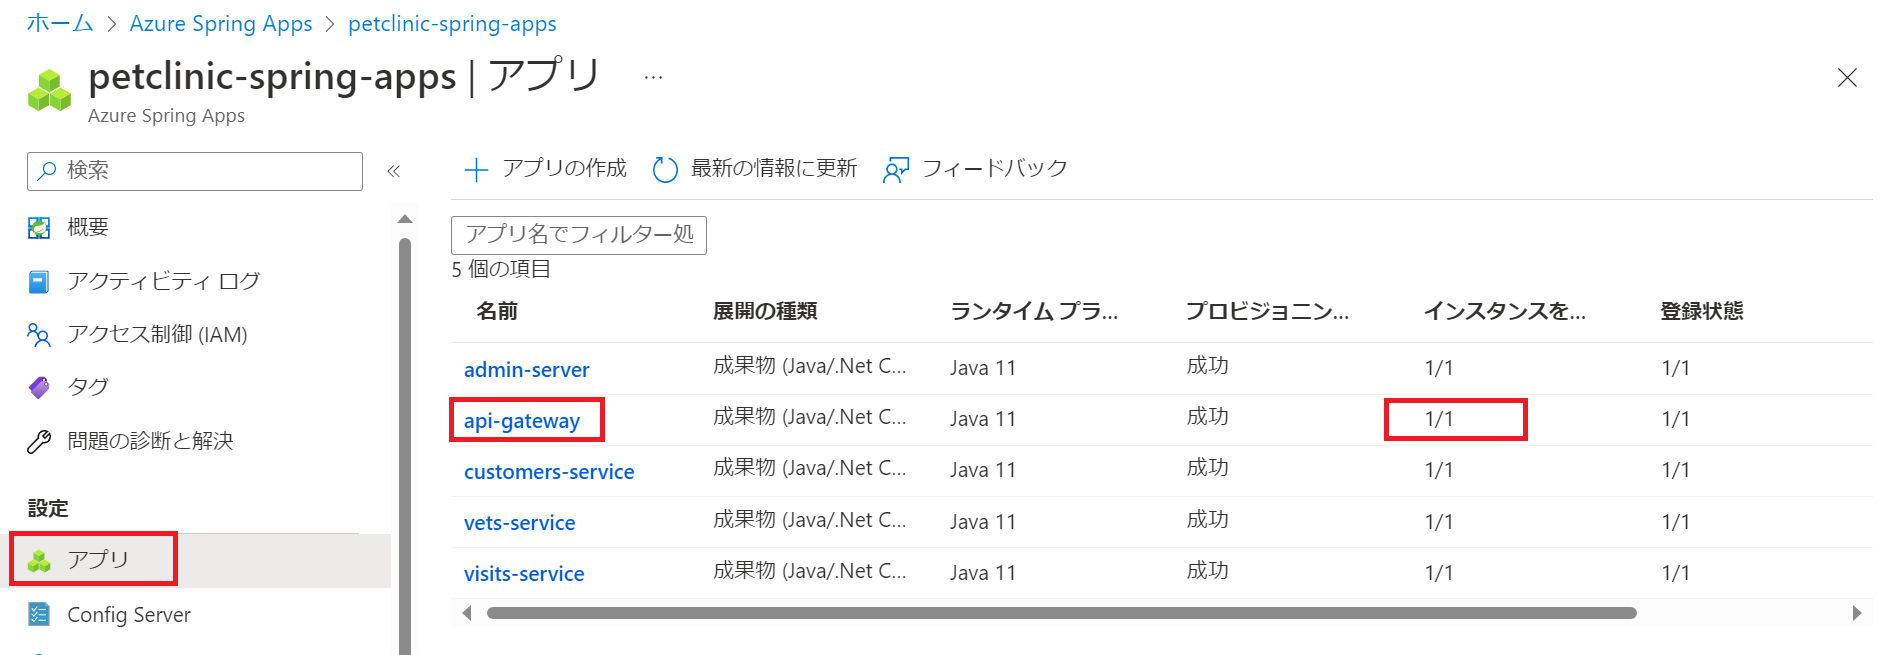 ホーム > Azure Spring Apps > petclinic-spring-apps
petclinic-spring-apps | アプリ ...
Azure Spring Apps
検索 «
概要
アクティビティ ログ
アクセス制御 (IAM)
タグ
問題の診断と解決
設定
アプリ
Config Server
アプリの作成 最新の情報に更新 フィードバック
アプリ名でフィルター処
5 個の項目
名前 展開の種類 ランタイム プラ... プロビジョニン... インスタンスを... 登録状態
admin-server 成果物 (Java/.Net C... Java 11 成功 1/1 1/1
api-gateway 成果物 (Java/.Net C... Java 11 成功 1/1 1/1
customers-service 成果物 (Java/.Net C... Java 11 成功 1/1 1/1
vets-service 成果物 (Java/.Net C... Java 11 成功 1/1 1/1
visits-service 成果物 (Java/.Net C... Java 11 成功 1/1 1/1